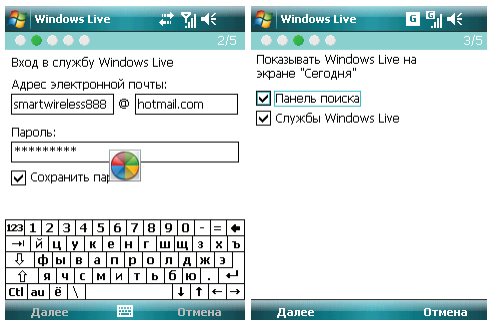 Windows Live
2/5
Вход в службу Windows Live
Адрес электронной почты:
smartwireless888 @ hotmail.com
Пароль:
*********
Сохранить пар
123 1 2 3 4 5 6 7 8 9 0 - =
й ц у к е н г ш щ з х ъ
ф ы в а п р о л д ж э
я ч с м и т ь б ю .
Ctl au ё \
Далее Отмена
Windows Live
G G
3/5
Показывать Windows Live на
экране "Сегодня"
Панель поиска
Службы Windows Live
Далее Отмена